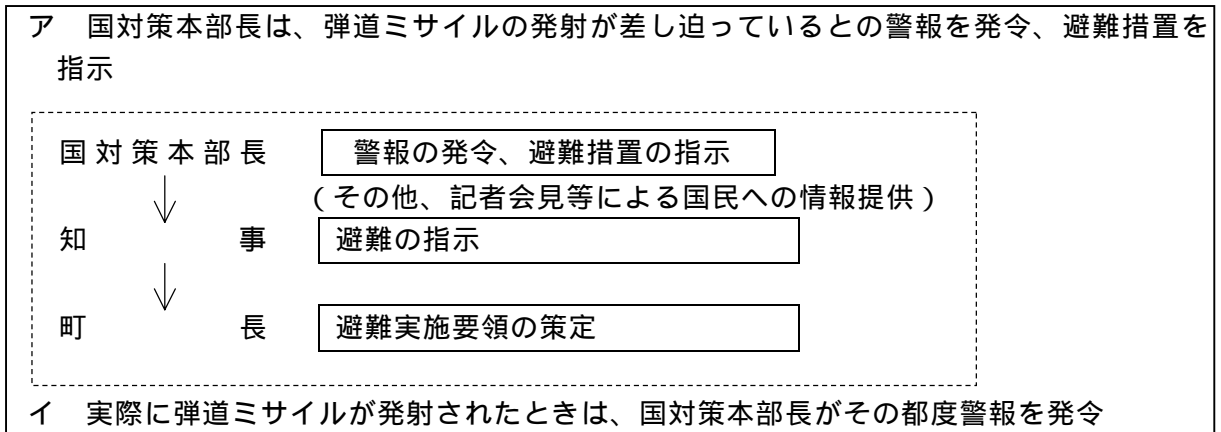 ア 国対策本部長は、弾道ミサイルの発射が差し迫っているとの警報を発令、避難措置を
指示
国対策本部長 警報の発令、避難措置の指示
(その他、記者会見等による国民への情報提供)
知事 避難の指示
町長 避難実施要領の策定
イ 実際に弾道ミサイルが発射されたときは、国対策本部長がその都度警報を発令